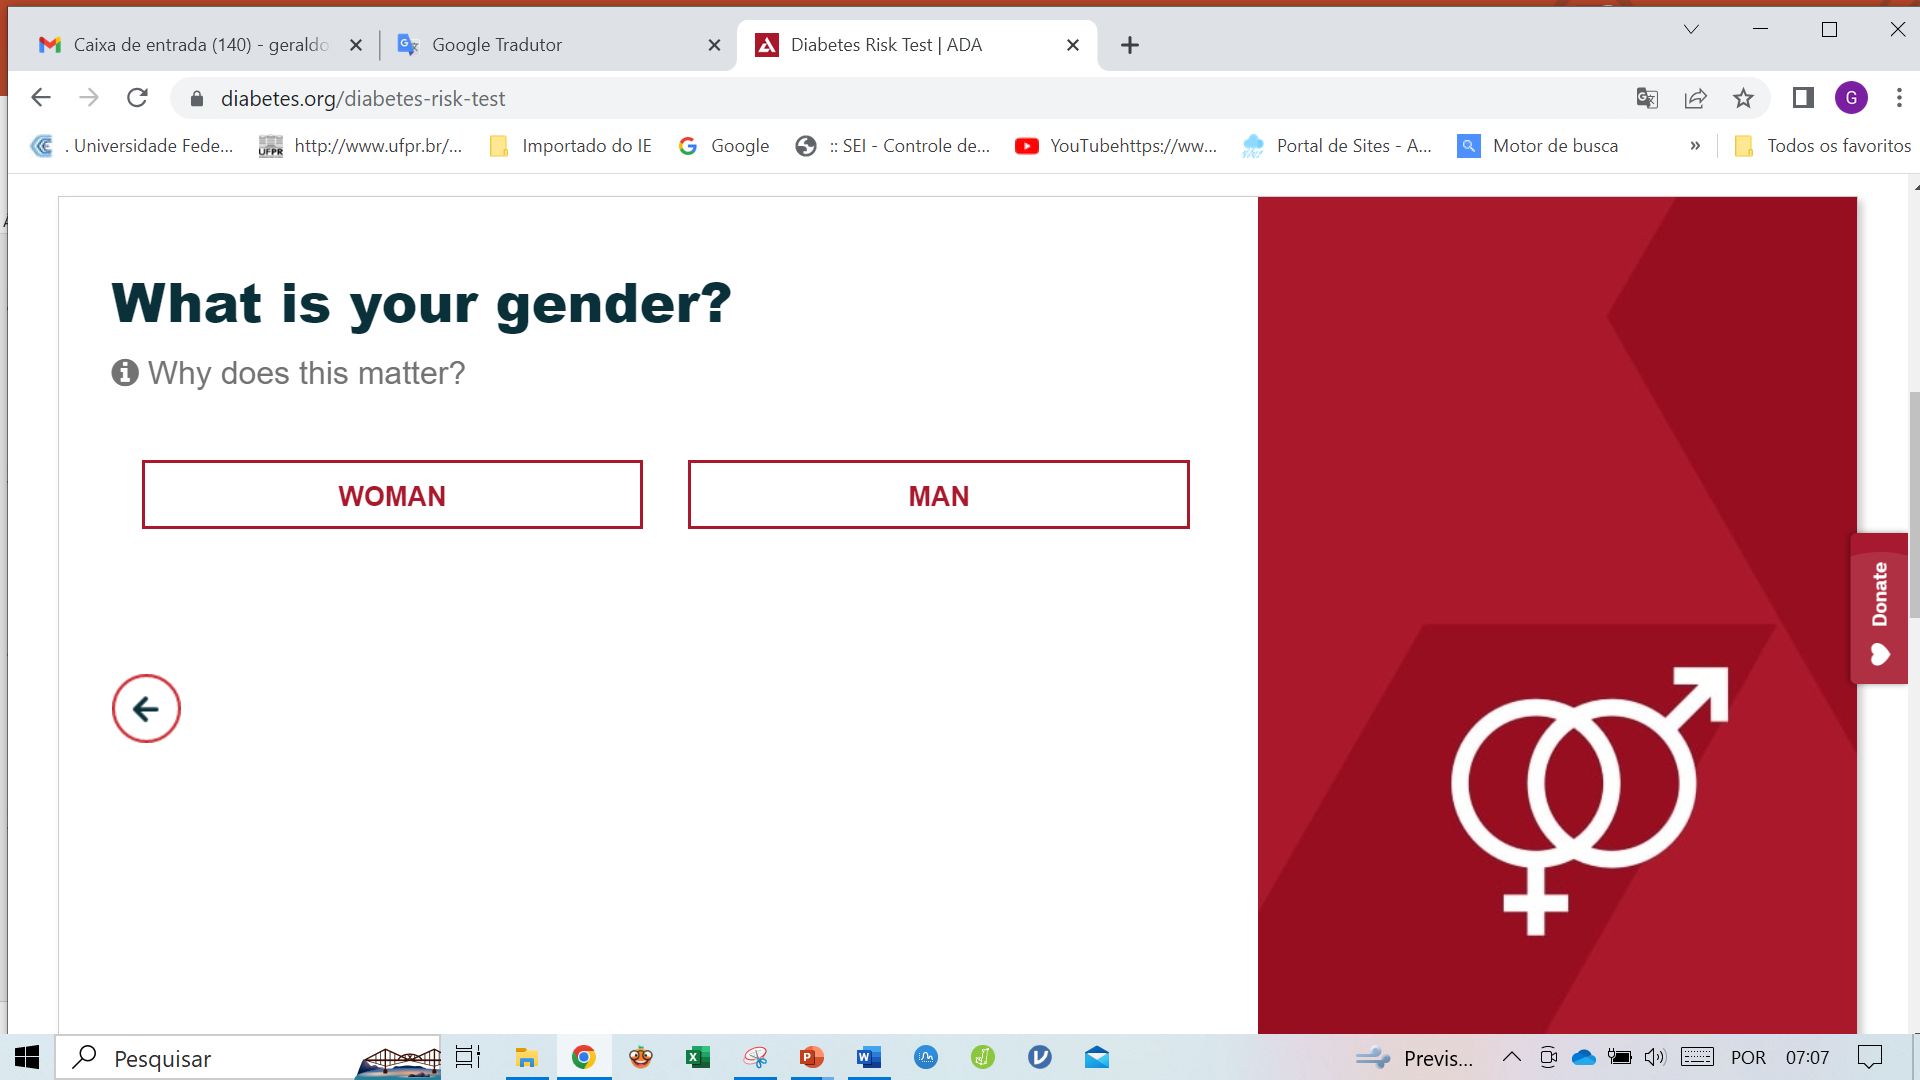 Caixa de entrada (140) - geraldo
Google Tradutor
Diabetes Risk Test | ADA
diabetes.org/diabetes-risk-test
G
. Universidade Fede...
http://www.ufpr.br/...
Importado do IE
Google
:: SEI - Controle de...
YouTubehttps://ww...
Portal de Sites - A...
Motor de busca
»
Todos os favoritos
What is your gender?
Why does this matter?
WOMAN
MAN
Donate
Pesquisar
Previs...
POR
07:07